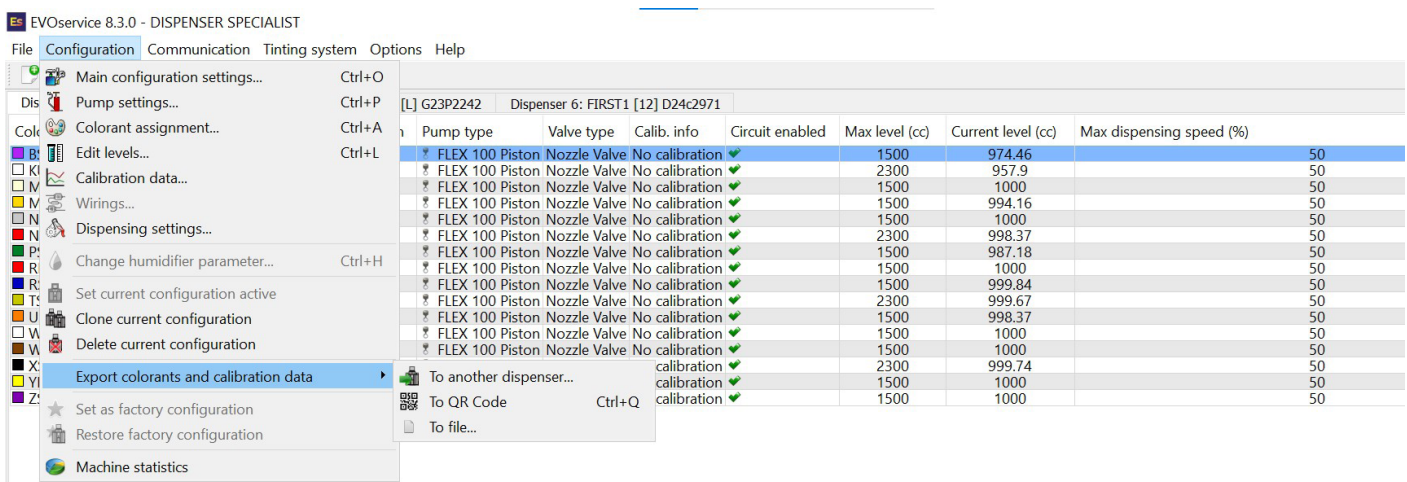 Es EVOservice 8.3.0 - DISPENSER SPECIALIST
File Configuration Communication Tinting system Options Help
Main configuration settings... Ctrl+O
Pump settings... Ctrl+P
Colorant assignment... Ctrl+A
Edit levels... Ctrl+L
Calibration data...
Wirings...
Dispensing settings...
Change humidifier parameter... Ctrl+H
Set current configuration active
Clone current configuration
Delete current configuration
Export colorants and calibration data
Set as factory configuration
Restore factory configuration
Machine statistics
To another dispenser...
To QR Code Ctrl+Q
To file...
[L] G23P2242 Dispenser 6: FIRST1 [12] D24c2971
Pump type Valve type Calib. info Circuit enabled Max level (cc) Current level (cc) Max dispensing speed (%)
FLEX 100 Piston Nozzle Valve No calibration 1500 974.46 50
FLEX 100 Piston Nozzle Valve No calibration 2300 957.9 50
FLEX 100 Piston Nozzle Valve No calibration 1500 1000 50
FLEX 100 Piston Nozzle Valve No calibration 1500 994.16 50
FLEX 100 Piston Nozzle Valve No calibration 1500 1000 50
FLEX 100 Piston Nozzle Valve No calibration 2300 998.37 50
FLEX 100 Piston Nozzle Valve No calibration 1500 987.18 50
FLEX 100 Piston Nozzle Valve No calibration 1500 1000 50
FLEX 100 Piston Nozzle Valve No calibration 1500 999.84 50
FLEX 100 Piston Nozzle Valve No calibration 2300 999.67 50
FLEX 100 Piston Nozzle Valve No calibration 1500 998.37 50
FLEX 100 Piston Nozzle Valve No calibration 1500 1000 50
FLEX 100 Piston Nozzle Valve No calibration 1500 1000 50
calibration 2300 999.74 50
calibration 1500 1000 50
calibration 1500 1000 50